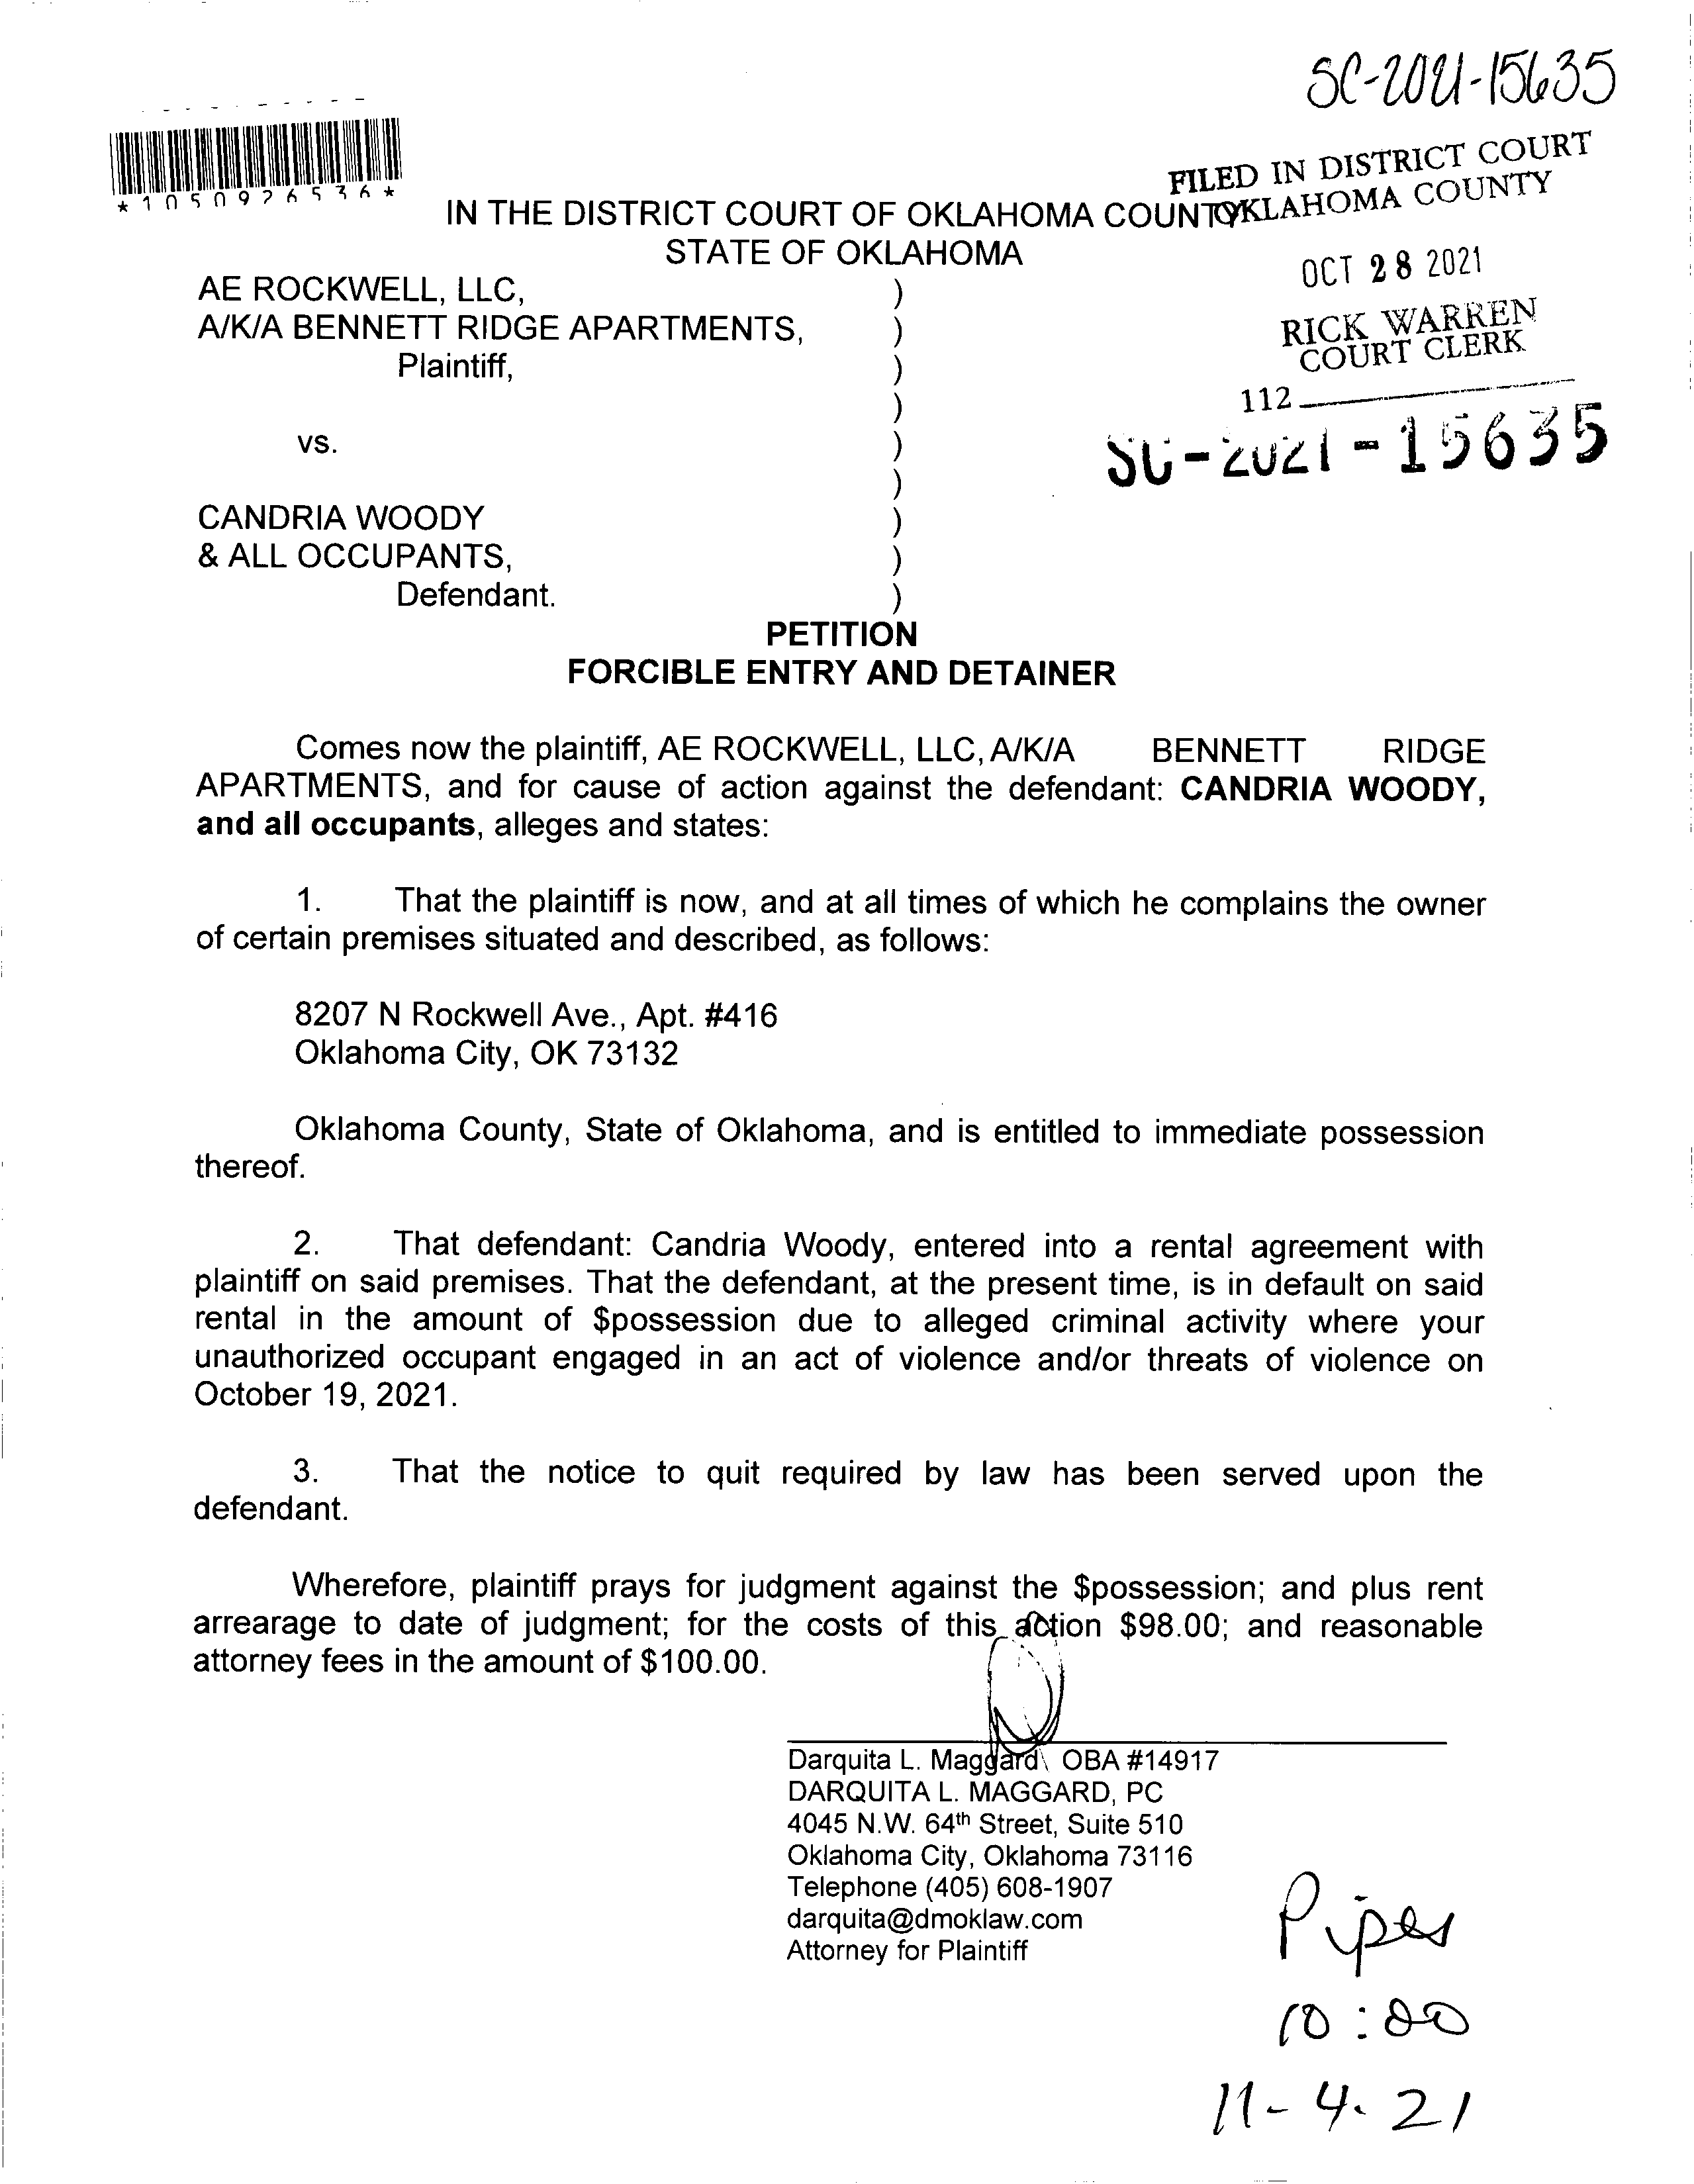 SC-2021-15635
*1050926536*
FILED IN DISTRICT COURT
OKLAHOMA COUNTY
IN THE DISTRICT COURT OF OKLAHOMA COUNTY
STATE OF OKLAHOMA
OCT 28 2021
RICK WARREN
COURT CLERK
112
SC-2021-15635
AE ROCKWELL, LLC, )
A/K/A BENNETT RIDGE APARTMENTS, )
Plaintiff, )
)
vs. )
)
CANDRIA WOODY )
& ALL OCCUPANTS, )
Defendant. )
PETITION
FORCIBLE ENTRY AND DETAINER
Comes now the plaintiff, AE ROCKWELL, LLC, A/K/A BENNETT RIDGE
APARTMENTS, and for cause of action against the defendant: CANDRIA WOODY,
and all occupants, alleges and states:
1. That the plaintiff is now, and at all times of which he complains the owner
of certain premises situated and described, as follows:
8207 N Rockwell Ave., Apt. #416
Oklahoma City, OK 73132
Oklahoma County, State of Oklahoma, and is entitled to immediate possession
thereof.
2. That defendant: Candria Woody, entered into a rental agreement with
plaintiff on said premises. That the defendant, at the present time, is in default on said
rental in the amount of $possession due to alleged criminal activity where your
unauthorized occupant engaged in an act of violence and/or threats of violence on
October 19, 2021.
3. That the notice to quit required by law has been served upon the
defendant.
Wherefore, plaintiff prays for judgment against the $possession; and plus rent
arrearage to date of judgment; for the costs of this action $98.00; and reasonable
attorney fees in the amount of $100.00.
Darquita L. Maggard OBA #14917
DARQUITA L. MAGGARD, PC
4045 N.W. 64th Street, Suite 510
Oklahoma City, Oklahoma 73116
Telephone (405) 608-1907
darquita@dmoklaw.com
Attorney for Plaintiff
Pipes
10:00
11-4-21